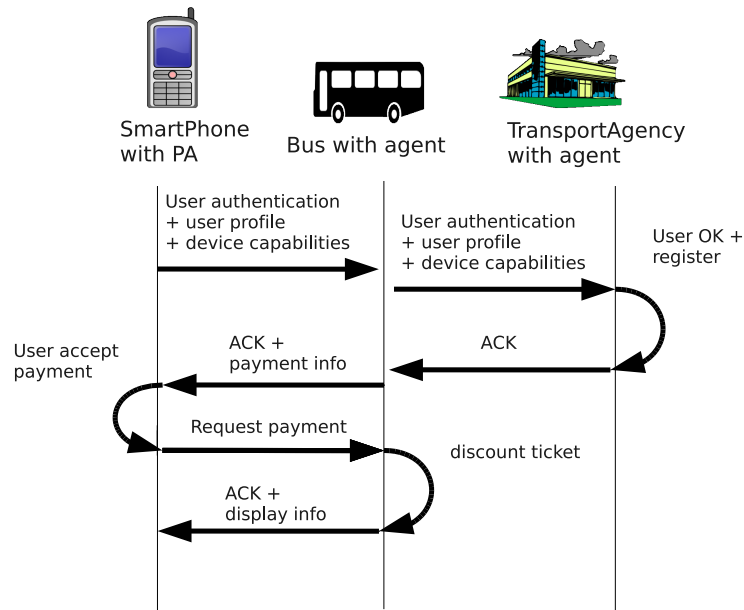 SmartPhone
with PA
Bus with agent
TransportAgency
with agent
User authentication
+ user profile
+ device capabilities
User authentication
+ user profile
+ device capabilities
User OK +
register
ACK
ACK +
payment info
User accept
payment
Request payment
discount ticket
ACK +
display info